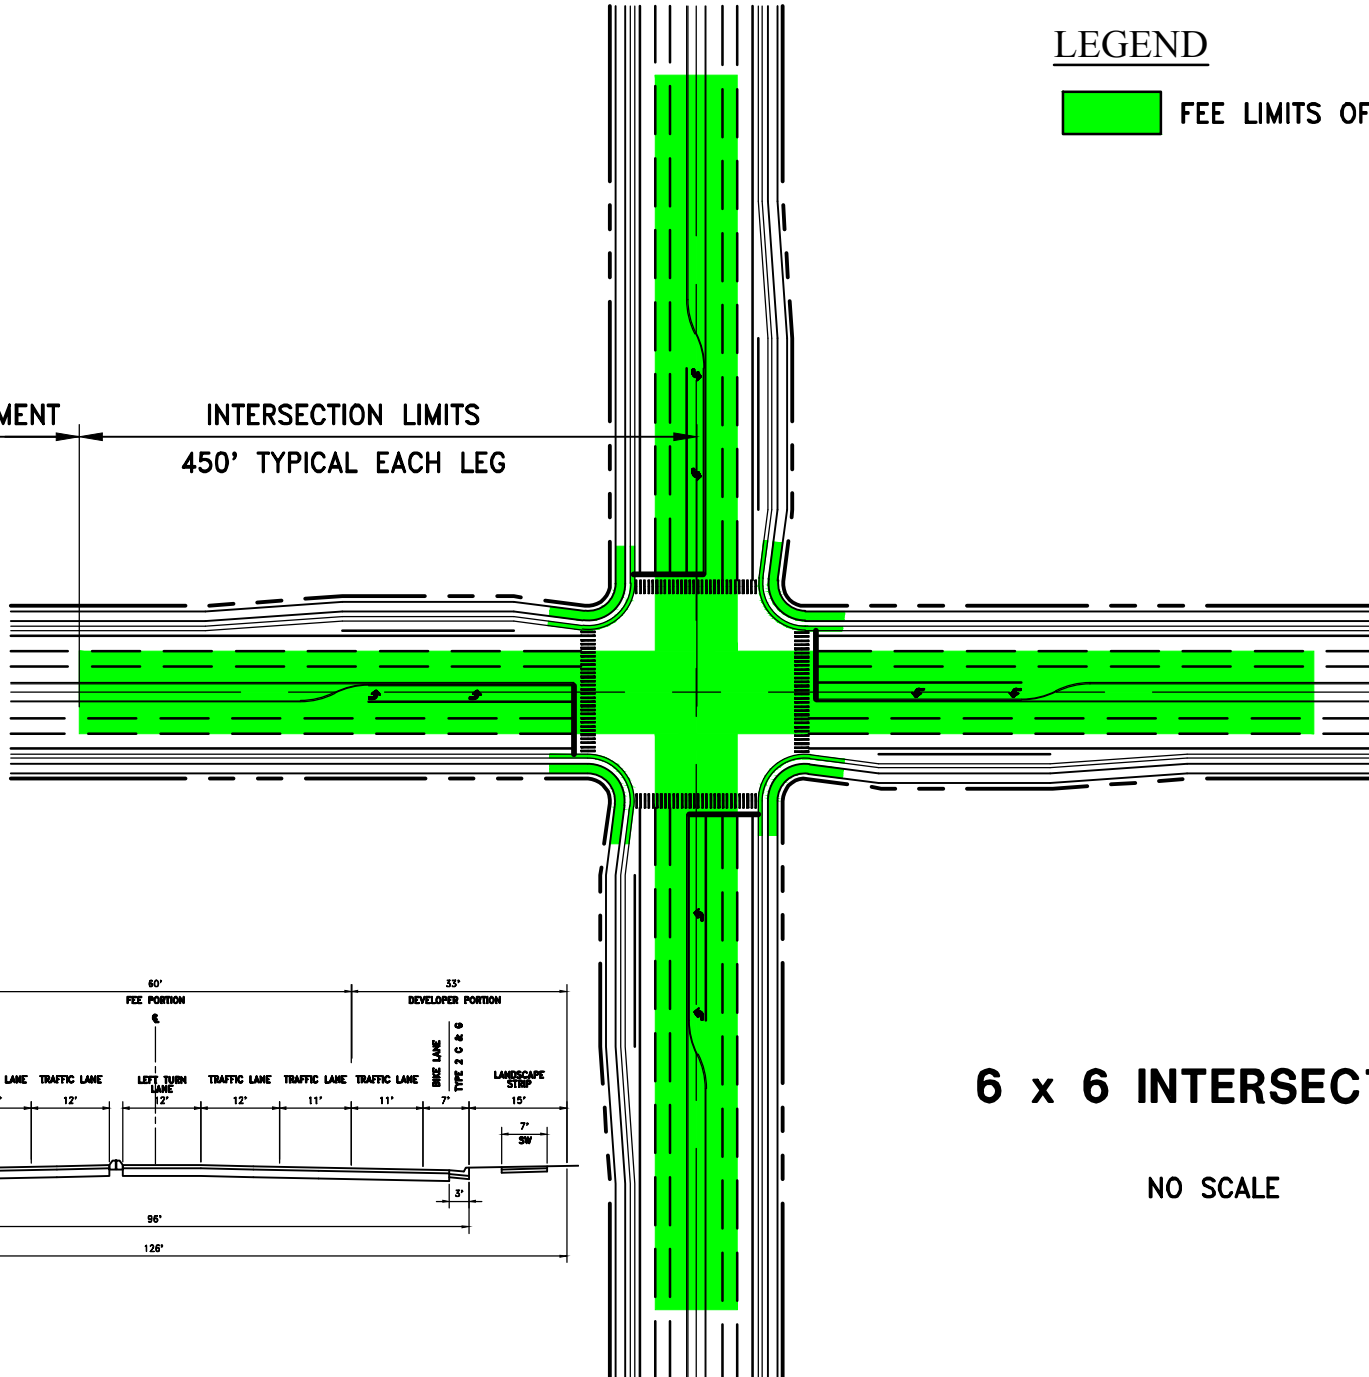 LEGEND
FEE LIMITS OF
MENT
INTERSECTION LIMITS
450' TYPICAL EACH LEG
60'
33'
FEE PORTION
DEVELOPER PORTION
℄
BIKE LANE
TYPE 2 C & G
LANE
TRAFFIC LANE
LEFT TURN
LANE
TRAFFIC LANE
TRAFFIC LANE
TRAFFIC LANE
LANDSCAPE
STRIP
12'
12'
12'
11'
11'
7'
15'
7'
SW
3'
96'
126'
6 x 6 INTERSECT
NO SCALE